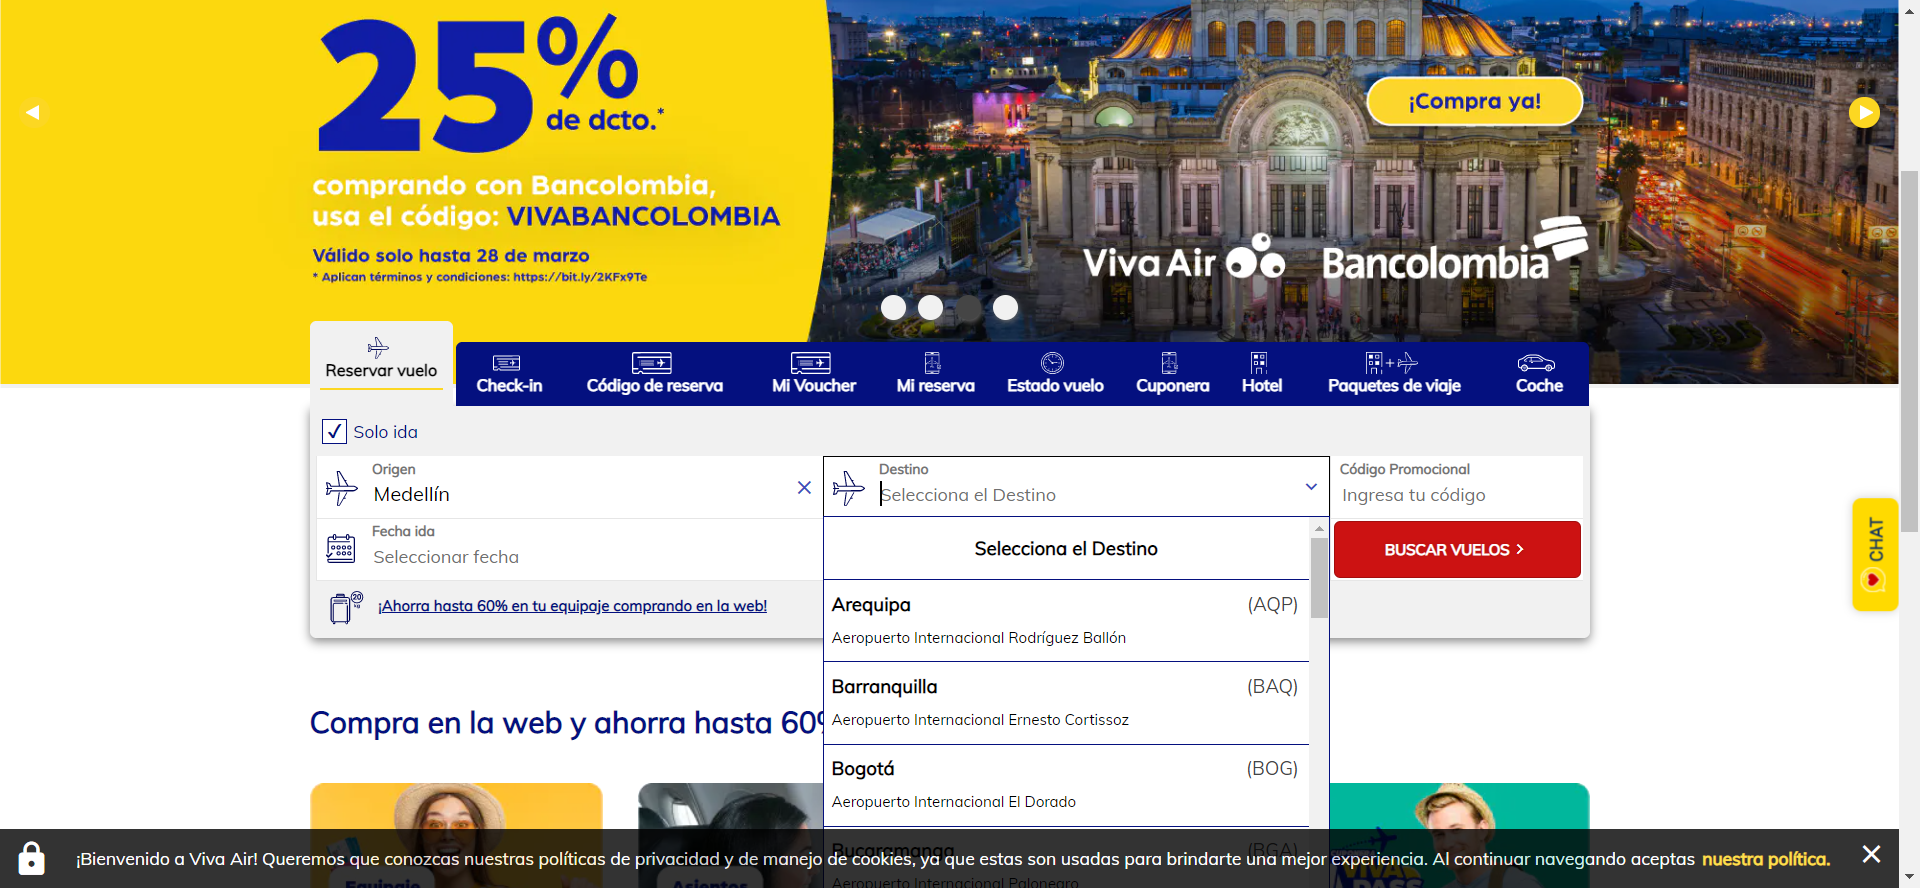 25%
de dcto.*
comprando con Bancolombia,
usa el código: VIVABANCOLOMBIA
Válido solo hasta 28 de marzo
* Aplican términos y condiciones: https://bit.ly/2KFx9Te
¡Compra ya!
Viva Air Bancolombia
Reservar vuelo
Check-in Código de reserva Mi Voucher Mi reserva Estado vuelo Cuponera Hotel Paquetes de viaje Coche
Solo ida
Origen
Medellín
Destino
Selecciona el Destino
Código Promocional
Ingresa tu código
Fecha ida
Seleccionar fecha
BUSCAR VUELOS
20 kg
¡Ahorra hasta 60% en tu equipaje comprando en la web!
Selecciona el Destino
Arequipa (AQP)
Aeropuerto Internacional Rodríguez Ballón
Barranquilla (BAQ)
Aeropuerto Internacional Ernesto Cortissoz
Bogotá (BOG)
Aeropuerto Internacional El Dorado
Bucaramanga (BGA)
Aeropuerto Internacional Palonegro
CHAT
Compra en la web y ahorra hasta 60%
¡Bienvenido a Viva Air! Queremos que conozcas nuestras políticas de privacidad y de manejo de cookies, ya que estas son usadas para brindarte una mejor experiencia. Al continuar navegando aceptas nuestra política.
Equipaje
Asientos
VIVA
PASS